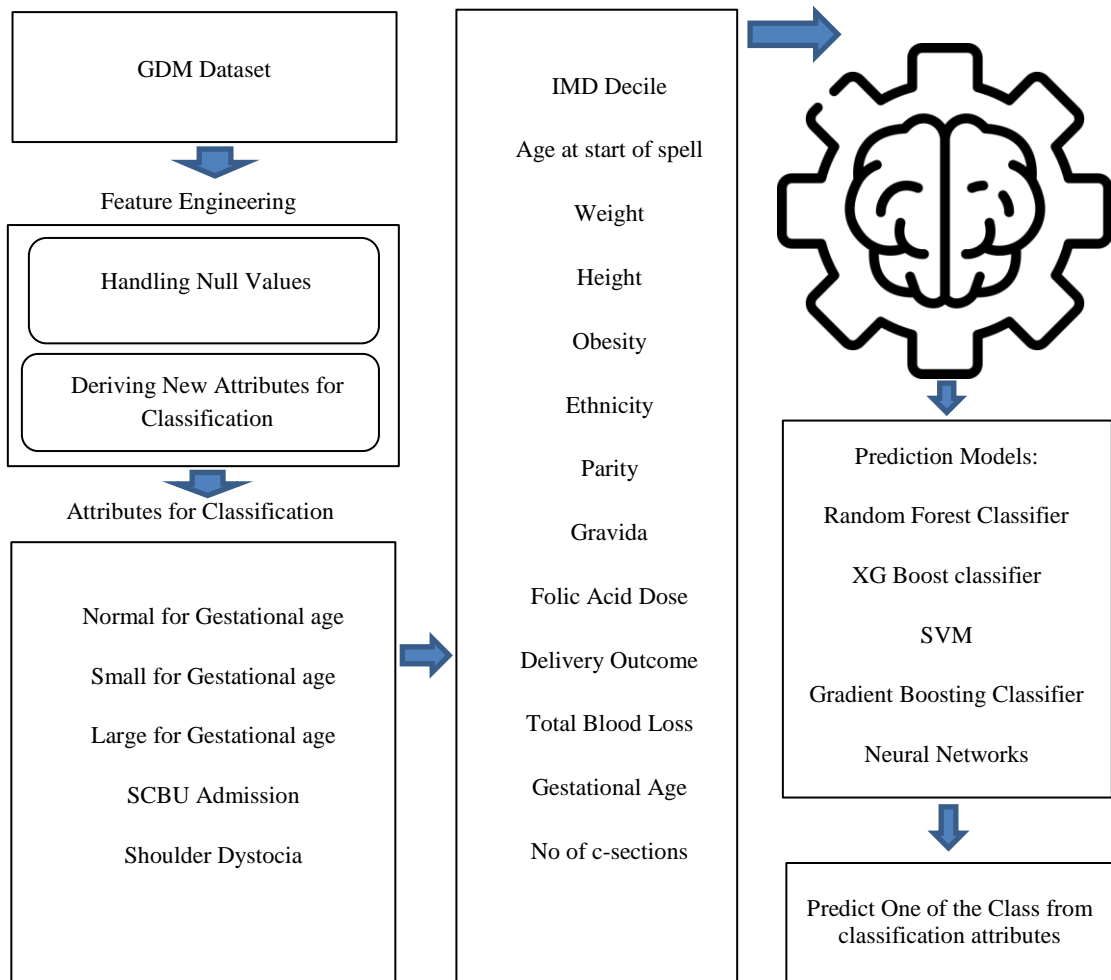 GDM Dataset
Feature Engineering
Handling Null Values
Deriving New Attributes for
Classification
Attributes for Classification
Normal for Gestational age
Small for Gestational age
Large for Gestational age
SCBU Admission
Shoulder Dystocia
IMD Decile
Age at start of spell
Weight
Height
Obesity
Ethnicity
Parity
Gravida
Folic Acid Dose
Delivery Outcome
Total Blood Loss
Gestational Age
No of c-sections
Prediction Models:
Random Forest Classifier
XG Boost classifier
SVM
Gradient Boosting Classifier
Neural Networks
Predict One of the Class from
classification attributes